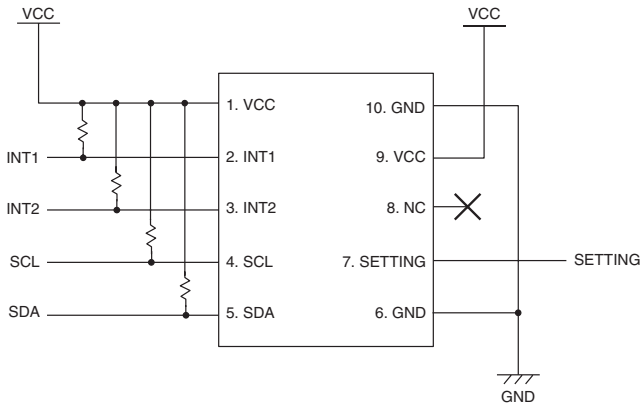 VCC
VCC
1. VCC
10. GND
INT1
2. INT1
9. VCC
INT2
3. INT2
8. NC
SCL
4. SCL
7. SETTING
SETTING
SDA
5. SDA
6. GND
GND